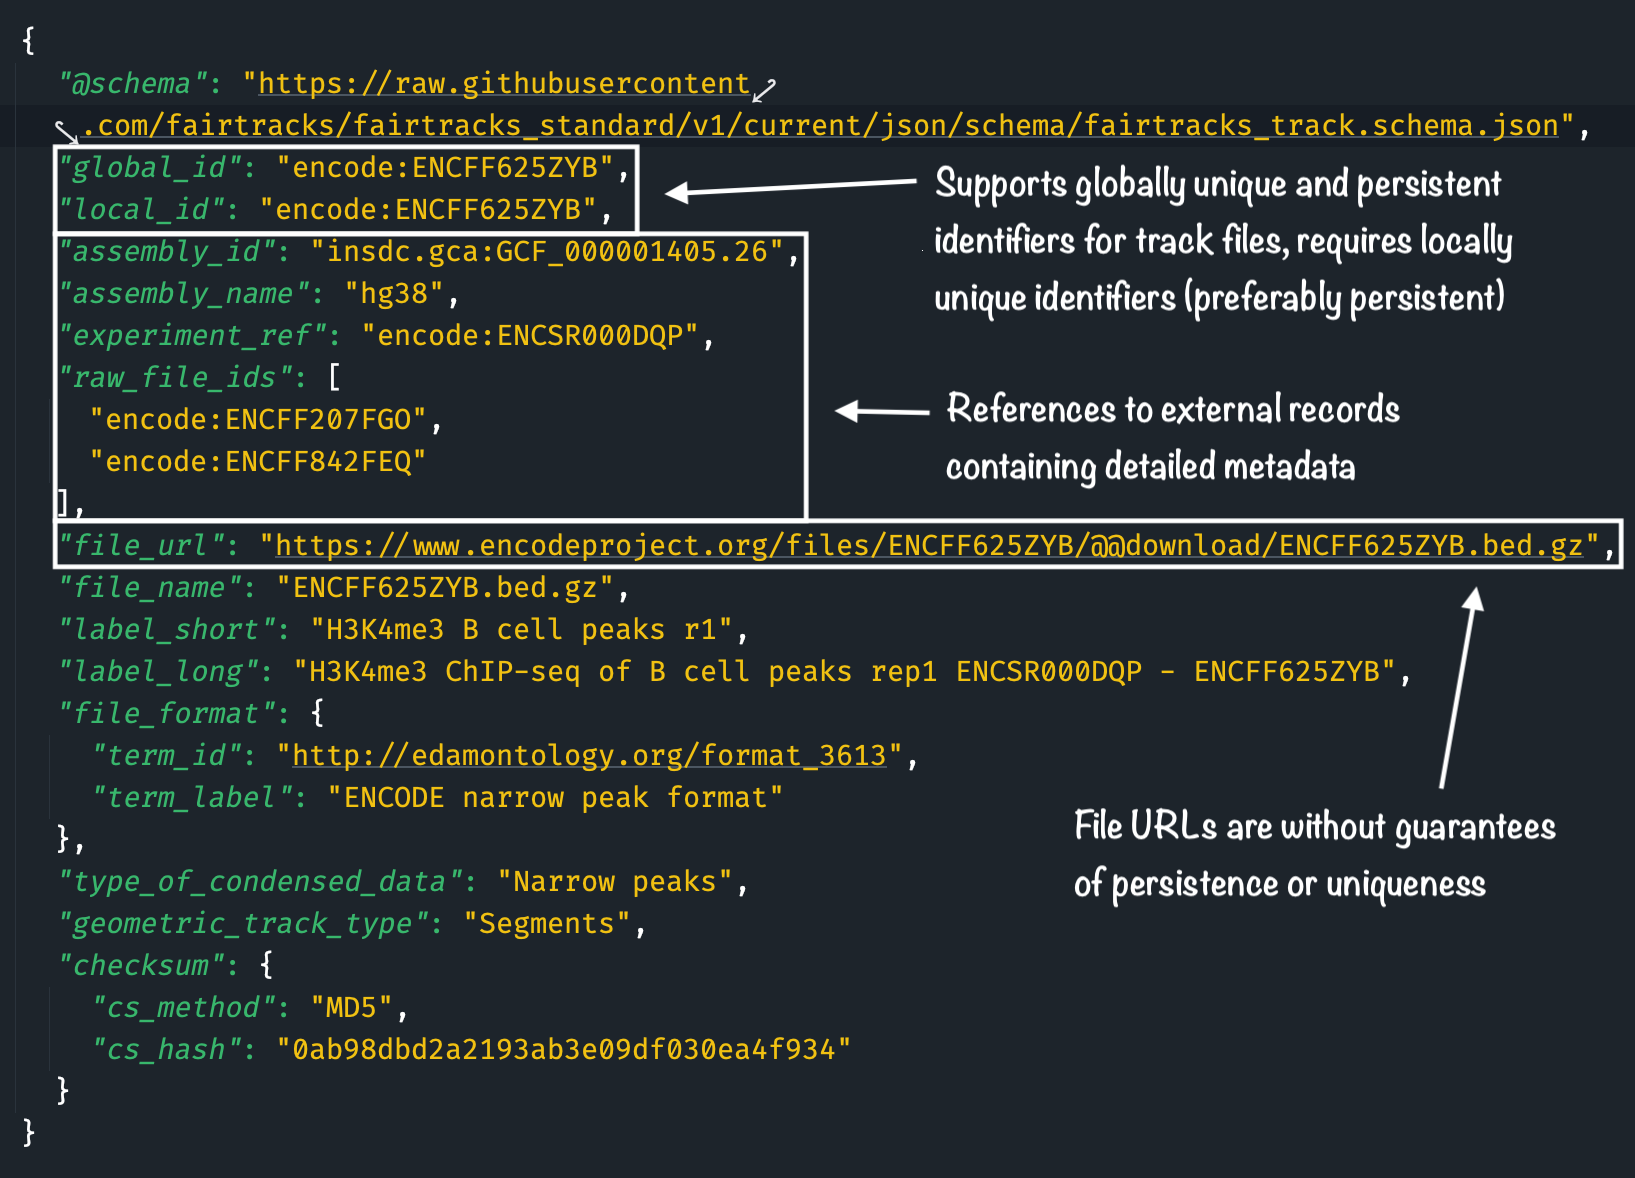 {
"@schema": "https://raw.githubusercontent
.com/fairtracks/fairtracks_standard/v1/current/json/schema/fairtracks_track.schema.json",
"global_id": "encode:ENCFF625ZYB",
"local_id": "encode:ENCFF625ZYB",
Supports globally unique and persistent
identifiers for track files, requires locally
unique identifiers (preferably persistent)
"assembly_id": "insdc.gca:GCF_000001405.26",
"assembly_name": "hg38",
"experiment_ref": "encode:ENCSR000DQP",
"raw_file_ids": [
"encode:ENCFF207FGO",
"encode:ENCFF842FEQ"
],
References to external records
containing detailed metadata
"file_url": "https://www.encodeproject.org/files/ENCFF625ZYB/@@download/ENCFF625ZYB.bed.gz",
"file_name": "ENCFF625ZYB.bed.gz",
"label_short": "H3K4me3 B cell peaks r1",
"label_long": "H3K4me3 ChIP-seq of B cell peaks rep1 ENCSR000DQP - ENCFF625ZYB",
"file_format": {
"term_id": "http://edamontology.org/format_3613",
"term_label": "ENCODE narrow peak format"
},
File URLs are without guarantees
of persistence or uniqueness
"type_of_condensed_data": "Narrow peaks",
"geometric_track_type": "Segments",
"checksum": {
"cs_method": "MD5",
"cs_hash": "0ab98dbd2a2193ab3e09df030ea4f934"
}
}